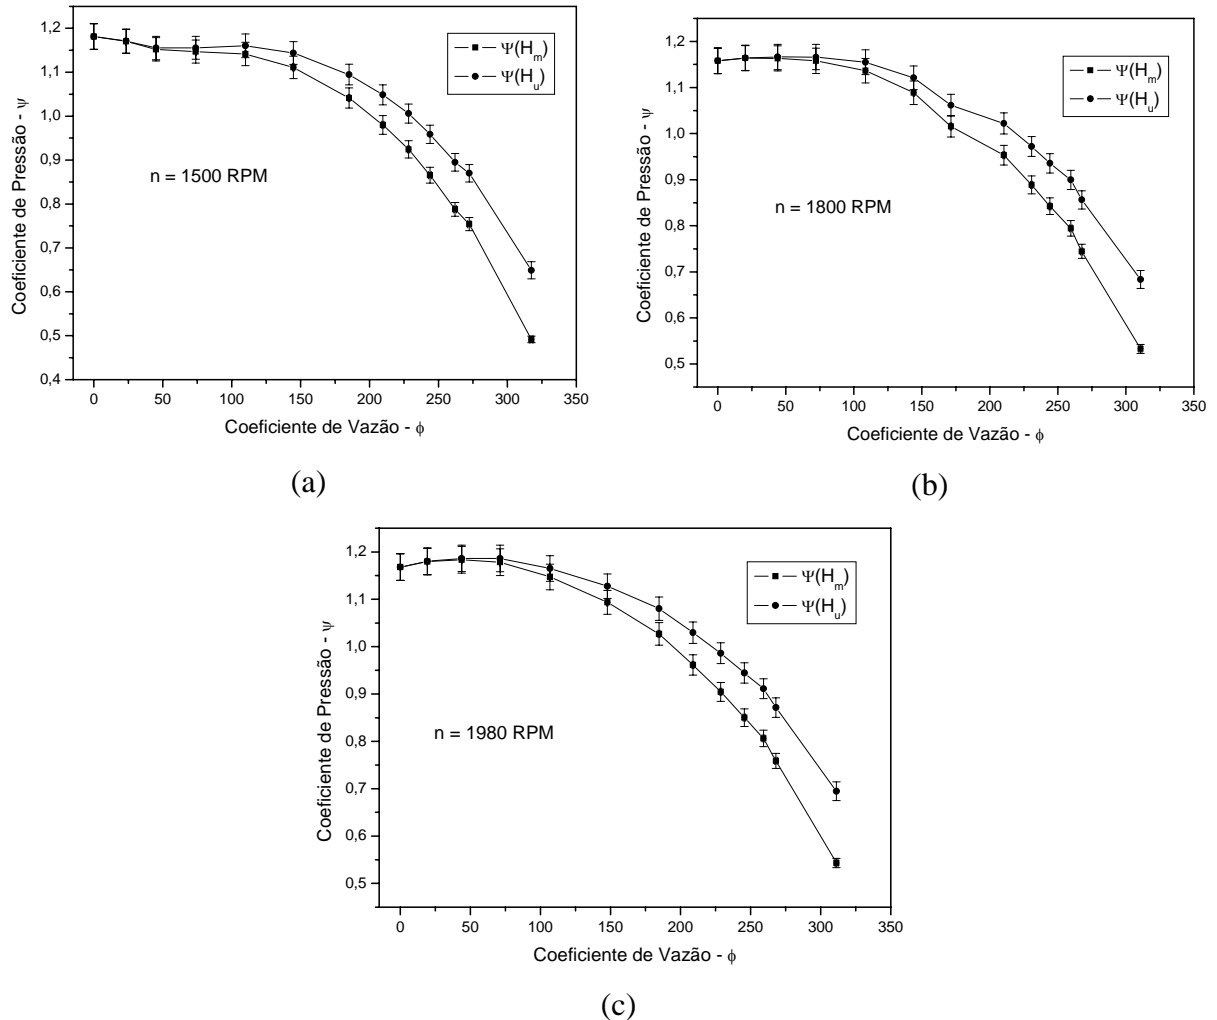 1,2
1,1
1,0
0,9
0,8
0,7
0,6
0,5
0,4
Coeficiente de Pressão - ψ
Ψ(Hm)
Ψ(Hu)
n = 1500 RPM
0 50 100 150 200 250 300 350
Coeficiente de Vazão - ϕ
(a)
1,2
1,1
1,0
0,9
0,8
0,7
0,6
0,5
Coeficiente de Pressão - ψ
Ψ(Hm)
Ψ(Hu)
n = 1800 RPM
0 50 100 150 200 250 300 350
Coeficiente de Vazão - ϕ
(b)
1,2
1,1
1,0
0,9
0,8
0,7
0,6
0,5
Coeficiente de Pressão - ψ
Ψ(Hm)
Ψ(Hu)
n = 1980 RPM
0 50 100 150 200 250 300 350
Coeficiente de Vazão - ϕ
(c)